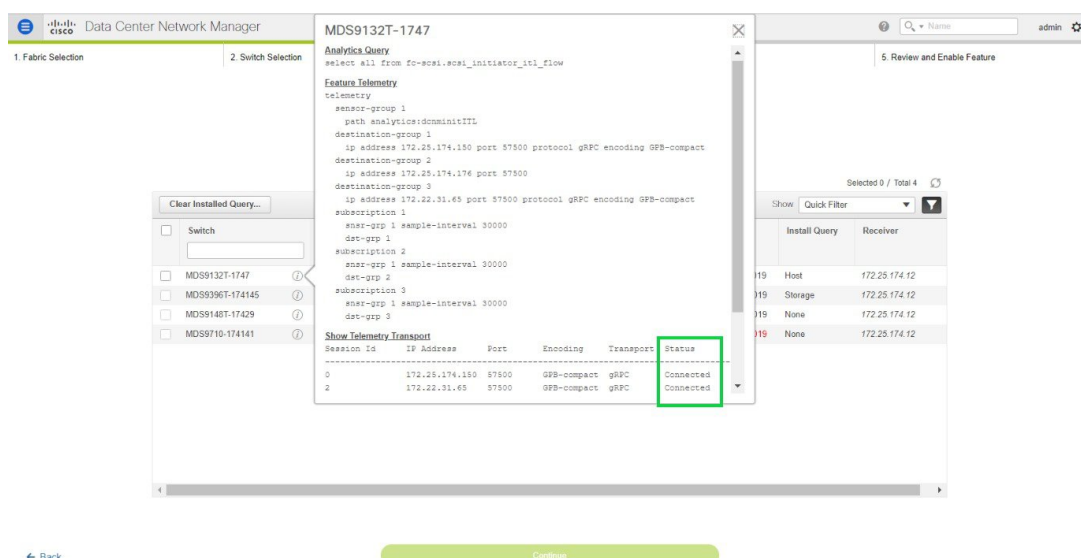 cisco Data Center Network Manager
Name
admin
1. Fabric Selection
2. Switch Selection
5. Review and Enable Feature
MDS9132T-1747
Analytics Query
select all from fc-scsi.scsi_initiator_itl_flow
Feature Telemetry
telemetry
sensor-group 1
path analytics:dcnminitITL
destination-group 1
ip address 172.25.174.150 port 57500 protocol gRPC encoding GPB-compact
destination-group 2
ip address 172.25.174.176 port 57500
destination-group 3
ip address 172.22.31.65 port 57500 protocol gRPC encoding GPB-compact
subscription 1
snsr-grp 1 sample-interval 30000
dst-grp 1
subscription 2
snsr-grp 1 sample-interval 30000
dst-grp 2
subscription 3
snsr-grp 1 sample-interval 30000
dst-grp 3
Show Telemetry Transport
Session Id IP Address Port Encoding Transport Status
0 172.25.174.150 57500 GPB-compact gRPC Connected
2 172.22.31.65 57500 GPB-compact gRPC Connected
Selected 0 / Total 4
Clear Installed Query...
Show Quick Filter
Switch Install Query Receiver
MDS9132T-1747 019 Host 172.25.174.12
MDS9396T-174145 019 Storage 172.25.174.12
MDS9148T-17429 019 None 172.25.174.12
MDS9710-174141 019 None 172.25.174.12
Back
Continue